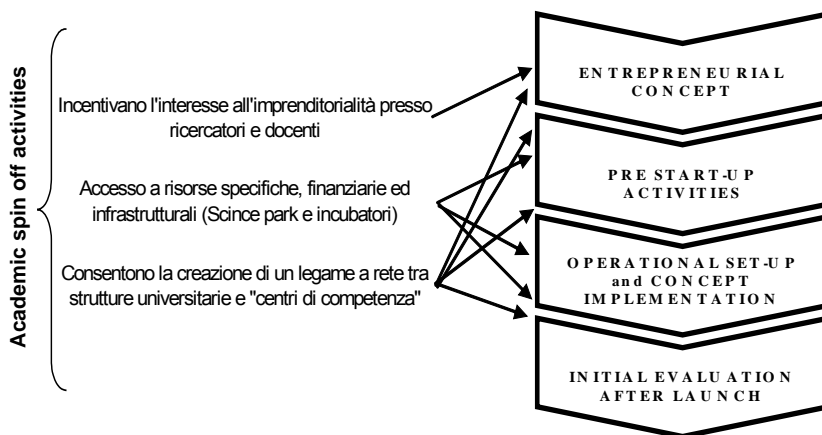 Academic spin off activities
Incentivano l'interesse all'imprenditorialità presso
ricercatori e docenti
Accesso a risorse specifiche, finanziarie ed
infrastrutturali (Scince park e incubatori)
Consentono la creazione di un legame a rete tra
strutture universitarie e "centri di competenza"
ENTREPRENEURIAL
CONCEPT
PRE START-UP
ACTIVITIES
OPERATIONAL SET-UP
and CONCEPT
IMPLEMENTATION
INITIAL EVALUATION
AFTER LAUNCH